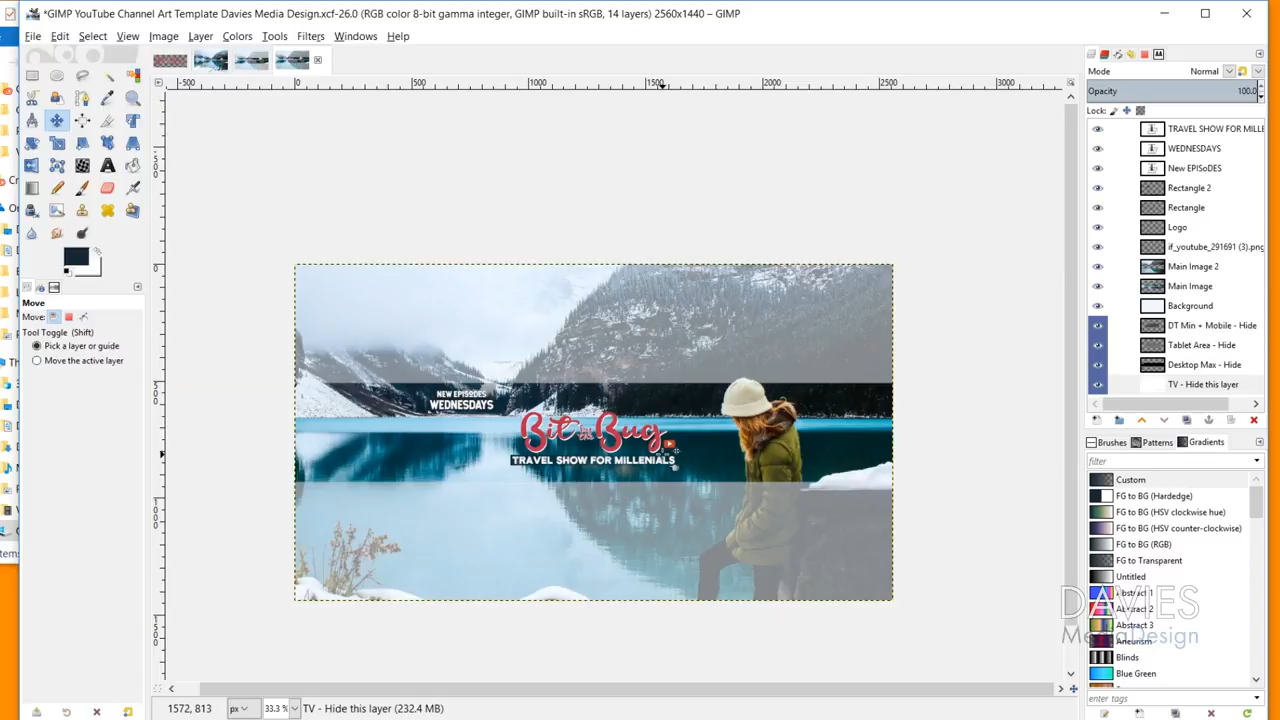 *GIMP YouTube Channel Art Template Davies Media Design.xcf-26.0 (RGB color 8-bit gamma integer, GIMP built-in sRGB, 14 layers) 2560x1440 – GIMP
File Edit Select View Image Layer Colors Tools Filters Windows Help
-500 0 500 1000 1500 2000 2500 3000
Move
Move:
Tool Toggle (Shift)
Pick a layer or guide
Move the active layer
NEW EPISODES
WEDNESDAYS
Bit by the Bug
TRAVEL SHOW FOR MILLENIALS
Mode Normal
Opacity 100.0
Lock:
TRAVEL SHOW FOR MILLE
WEDNESDAYS
New EPISoDES
Rectangle 2
Rectangle
Logo
if_youtube_291691 (3).png
Main Image 2
Main Image
Background
DT Min + Mobile - Hide
Tablet Area - Hide
Desktop Max - Hide
TV - Hide this layer
Brushes Patterns Gradients
filter
Custom
FG to BG (Hardedge)
FG to BG (HSV clockwise hue)
FG to BG (HSV counter-clockwise)
FG to BG (RGB)
FG to Transparent
Untitled
Abstract 1
Abstract 2
Abstract 3
Aneurism
Blinds
Blue Green
enter tags
DAVIES
MediaDesign
1572, 813 px 33.3 % TV - Hide this layer (232.4 MB)